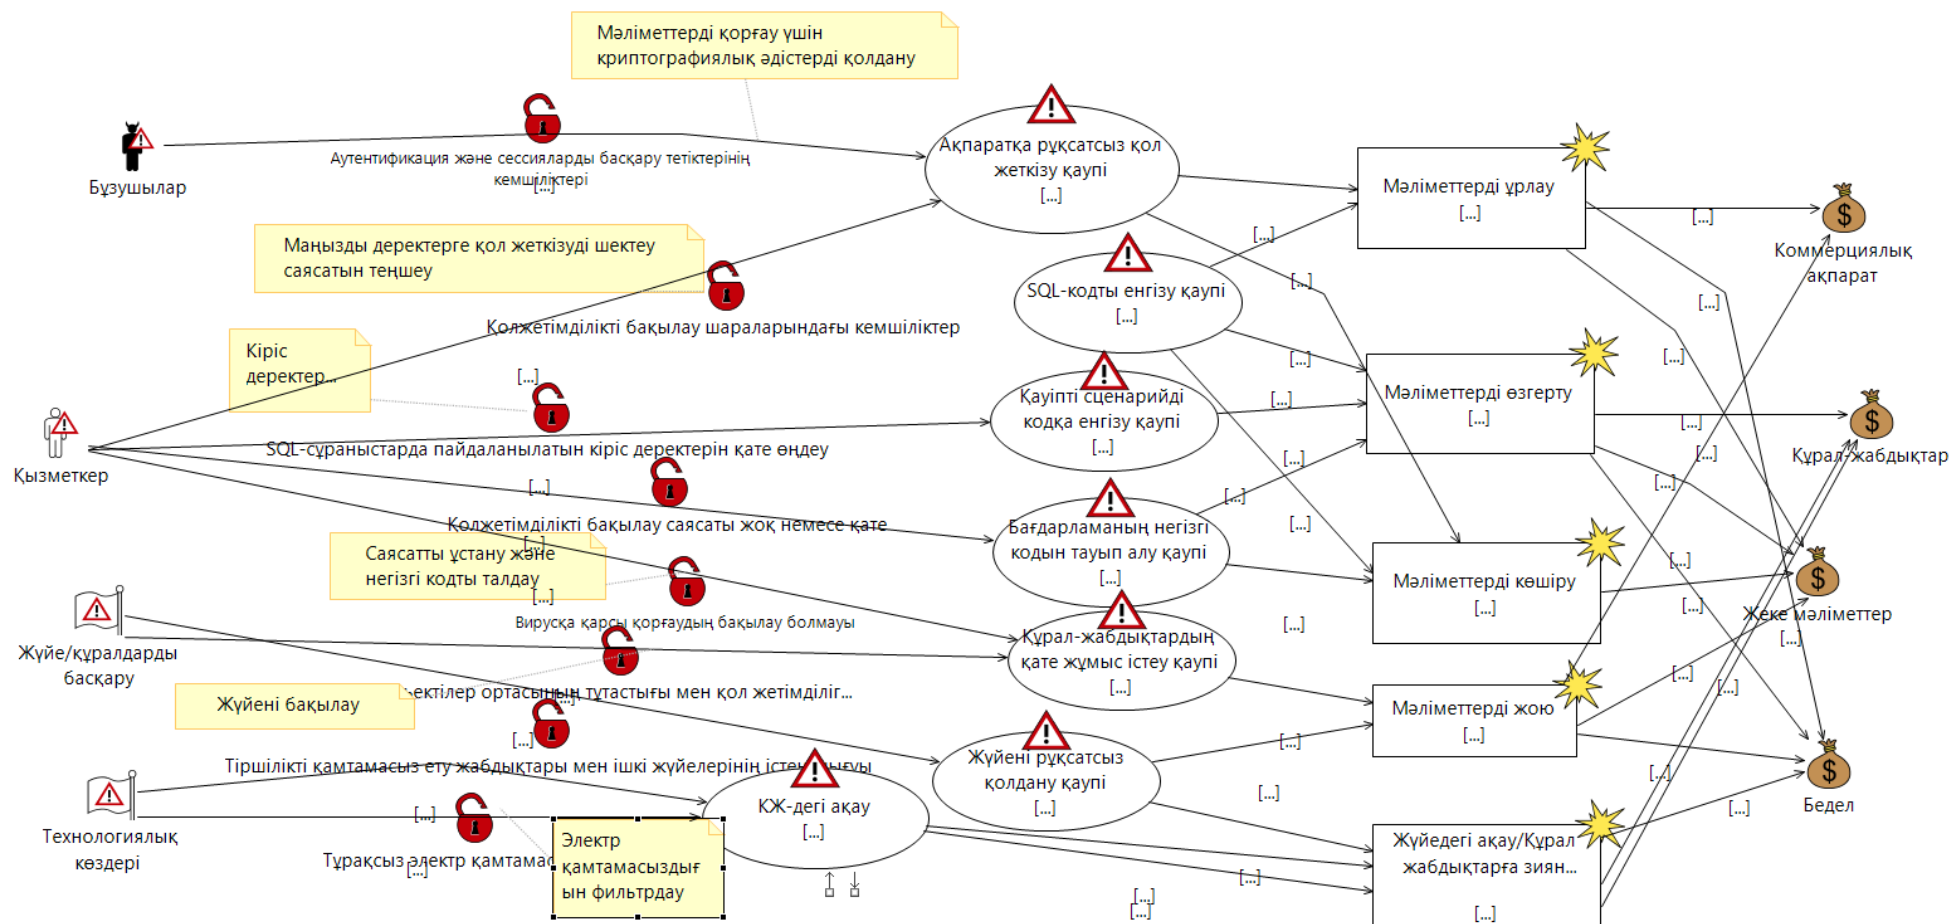 Мәліметтерді қорғау үшін
криптографиялық әдістерді қолдану
Бұзушылар
Аутентификация және сессияларды басқару тетіктерінің
кемшіліктері
[...]
Ақпаратқа рұқсатсыз қол
жеткізу қаупі
[...]
Мәліметтерді ұрлау
[...]
[...]
Коммерциялық
ақпарат
Маңызды деректерге қол жеткізуді шектеу
саясатын теңшеу
Қолжетімділікті бақылау шараларындағы кемшіліктер
[...]
SQL-кодты енгізу қаупі
[...]
[...]
[...]
[...]
[...]
Кіріс
деректер...
[...]
SQL-сұраныстарда пайдаланылатын кіріс деректерін қате өңдеу
[...]
Қызметкер
Қауіпті сценарийді
кодқа енгізу қаупі
[...]
[...]
Мәліметтерді өзгерту
[...]
[...]
[...]
[...]
Құрал-жабдықтар
Қолжетімділікті бақылау саясаты жоқ немесе қате
[...]
Саясатты ұстану және
негізгі кодты талдау
[...]
Бағдарламаның негізгі
кодын тауып алу қаупі
[...]
[...]
[...]
[...]
Мәліметтерді көшіру
[...]
[...]
[...]
Жеке мәліметтер
[...]
Вирусқа қарсы қорғаудың бақылау болмауы
Жүйе/құралдарды
басқару
Құрал-жабдықтардың
қате жұмыс істеу қаупі
[...]
[...]
Жүйені бақылау
ъектілер ортасының тұтастығы мен қол жетімділіг...
[...]
[...]
Мәліметтерді жою
[...]
[...]
[...]
Тіршілікті қамтамасыз ету жабдықтары мен ішкі жүйелерінің
Жүйені рұқсатсыз
қолдану қаупі
[...]
[...]
[...]
[...]
Бедел
[...]
Технологиялық
көздері
[...]
КЖ-дегі ақау
[...]
Тұрақсыз электр
[...]
Электр
қамтамасыздығ
ын фильтрдау
Жүйедегі ақау/Құрал
жабдықтарға зиян...
[...]
[...]
[...]
[...]